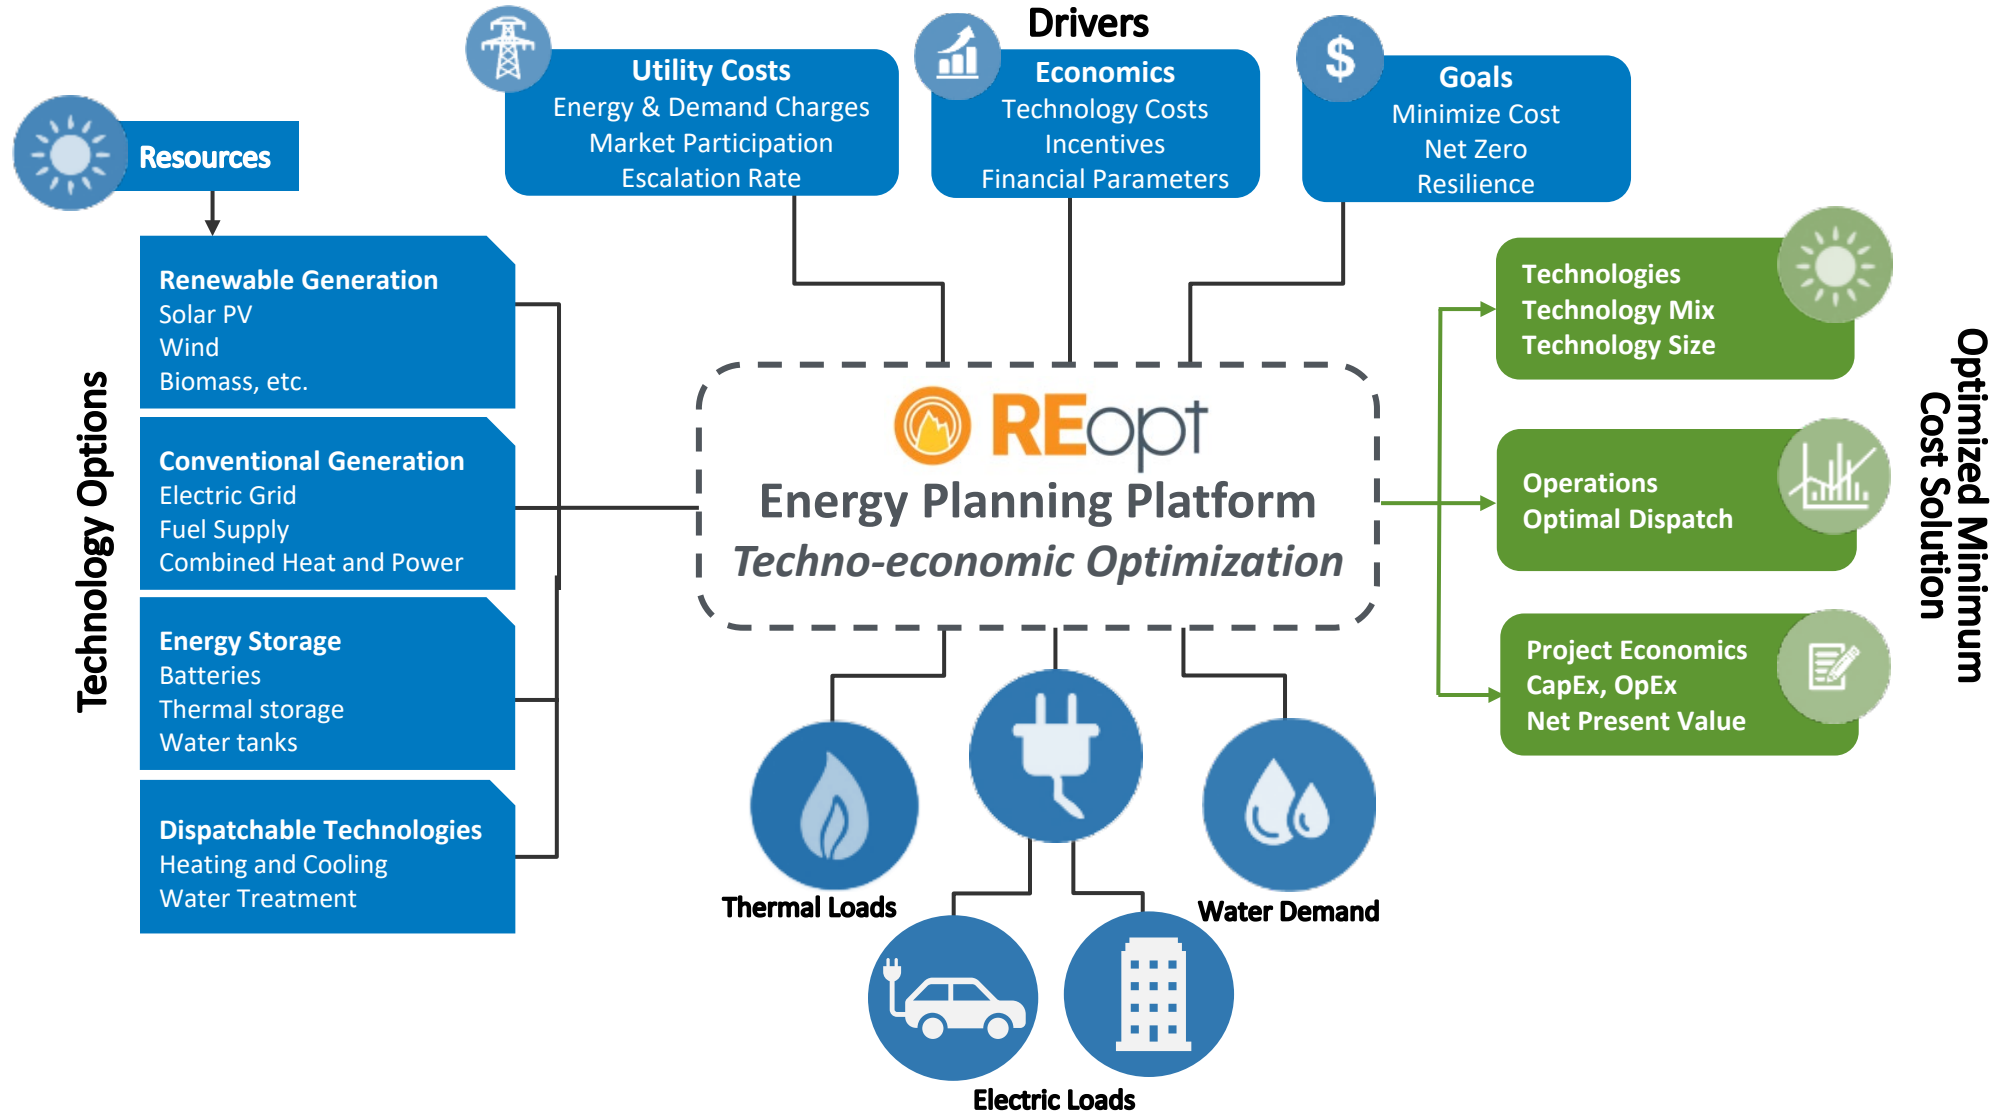 Drivers
Utility Costs
Energy & Demand Charges
Market Participation
Escalation Rate
Economics
Technology Costs
Incentives
Financial Parameters
$
Goals
Minimize Cost
Net Zero
Resilience
Resources
Technology Options
Renewable Generation
Solar PV
Wind
Biomass, etc.
Conventional Generation
Electric Grid
Fuel Supply
Combined Heat and Power
Energy Storage
Batteries
Thermal storage
Water tanks
Dispatchable Technologies
Heating and Cooling
Water Treatment
REopt
Energy Planning Platform
Techno-economic Optimization
Thermal Loads
Water Demand
Electric Loads
Technologies
Technology Mix
Technology Size
Operations
Optimal Dispatch
Project Economics
CapEx, OpEx
Net Present Value
Optimized Minimum
Cost Solution